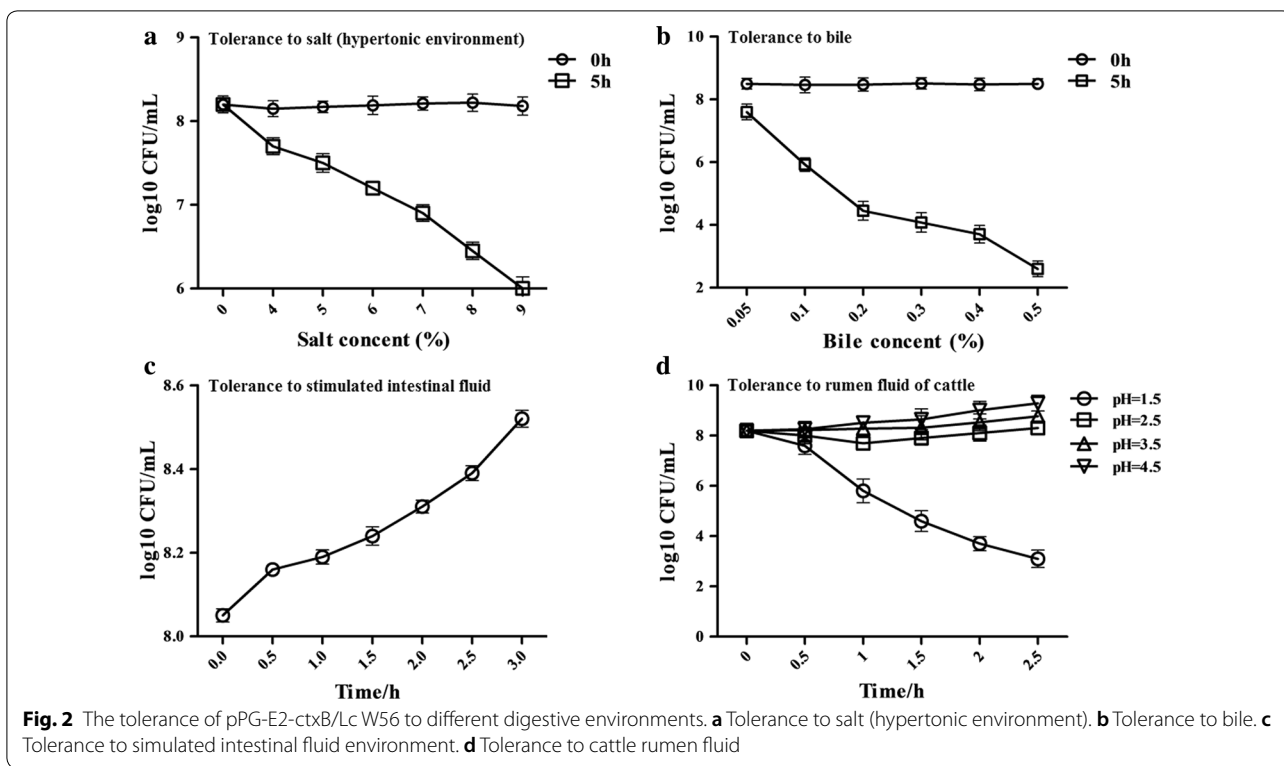 a
Tolerance to salt (hypertonic environment)
0h
5h
log10 CFU/mL
9
8
7
6
0 4 5 6 7 8 9
Salt concent (%)
b
Tolerance to bile
0h
5h
log10 CFU/mL
10
8
6
4
2
0.05 0.1 0.2 0.3 0.4 0.5
Bile concent (%)
c
Tolerance to stimulated intestinal fluid
log10 CFU/mL
8.6
8.4
8.2
8.0
0.0 0.5 1.0 1.5 2.0 2.5 3.0
Time/h
d
Tolerance to rumen fluid of cattle
pH=1.5
pH=2.5
pH=3.5
pH=4.5
log10 CFU/mL
10
8
6
4
2
0
0 0.5 1 1.5 2 2.5
Time/h
Fig. 2 The tolerance of pPG-E2-ctxB/Lc W56 to different digestive environments. a Tolerance to salt (hypertonic environment). b Tolerance to bile. c
Tolerance to simulated intestinal fluid environment. d Tolerance to cattle rumen fluid